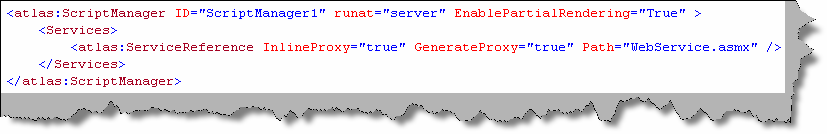 <atlas:ScriptManager ID="ScriptManager1" runat="server" EnablePartialRendering="True" >
    <Services>
        <atlas:ServiceReference InlineProxy="true" GenerateProxy="true" Path="WebService.asmx" />
    </Services>
</atlas:ScriptManager>